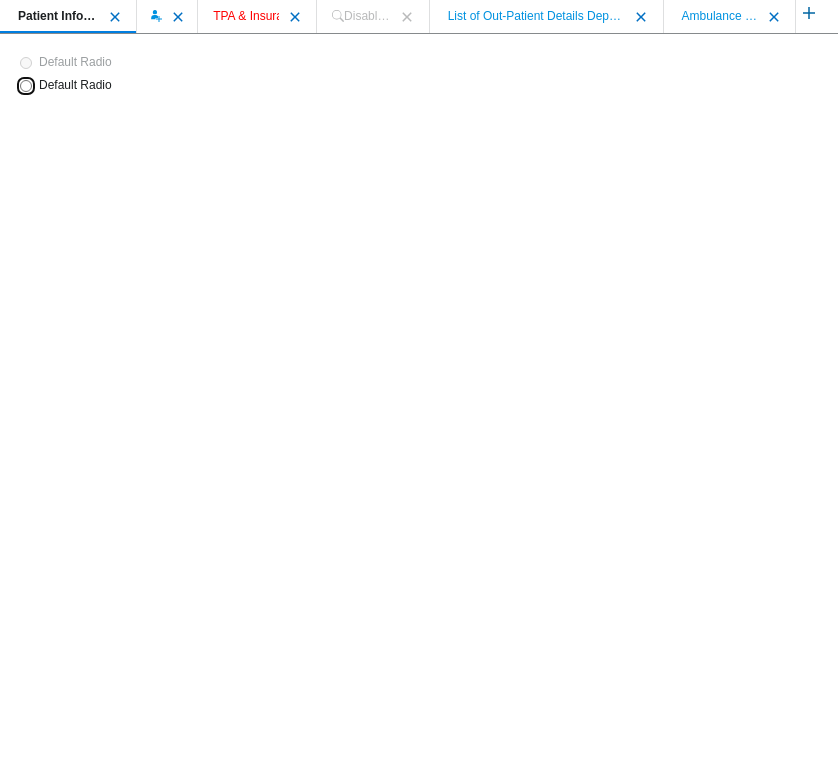 Patient Info...
TPA & Insura
Disabl...
List of Out-Patient Details Dep...
Ambulance ...
Default Radio
Default Radio